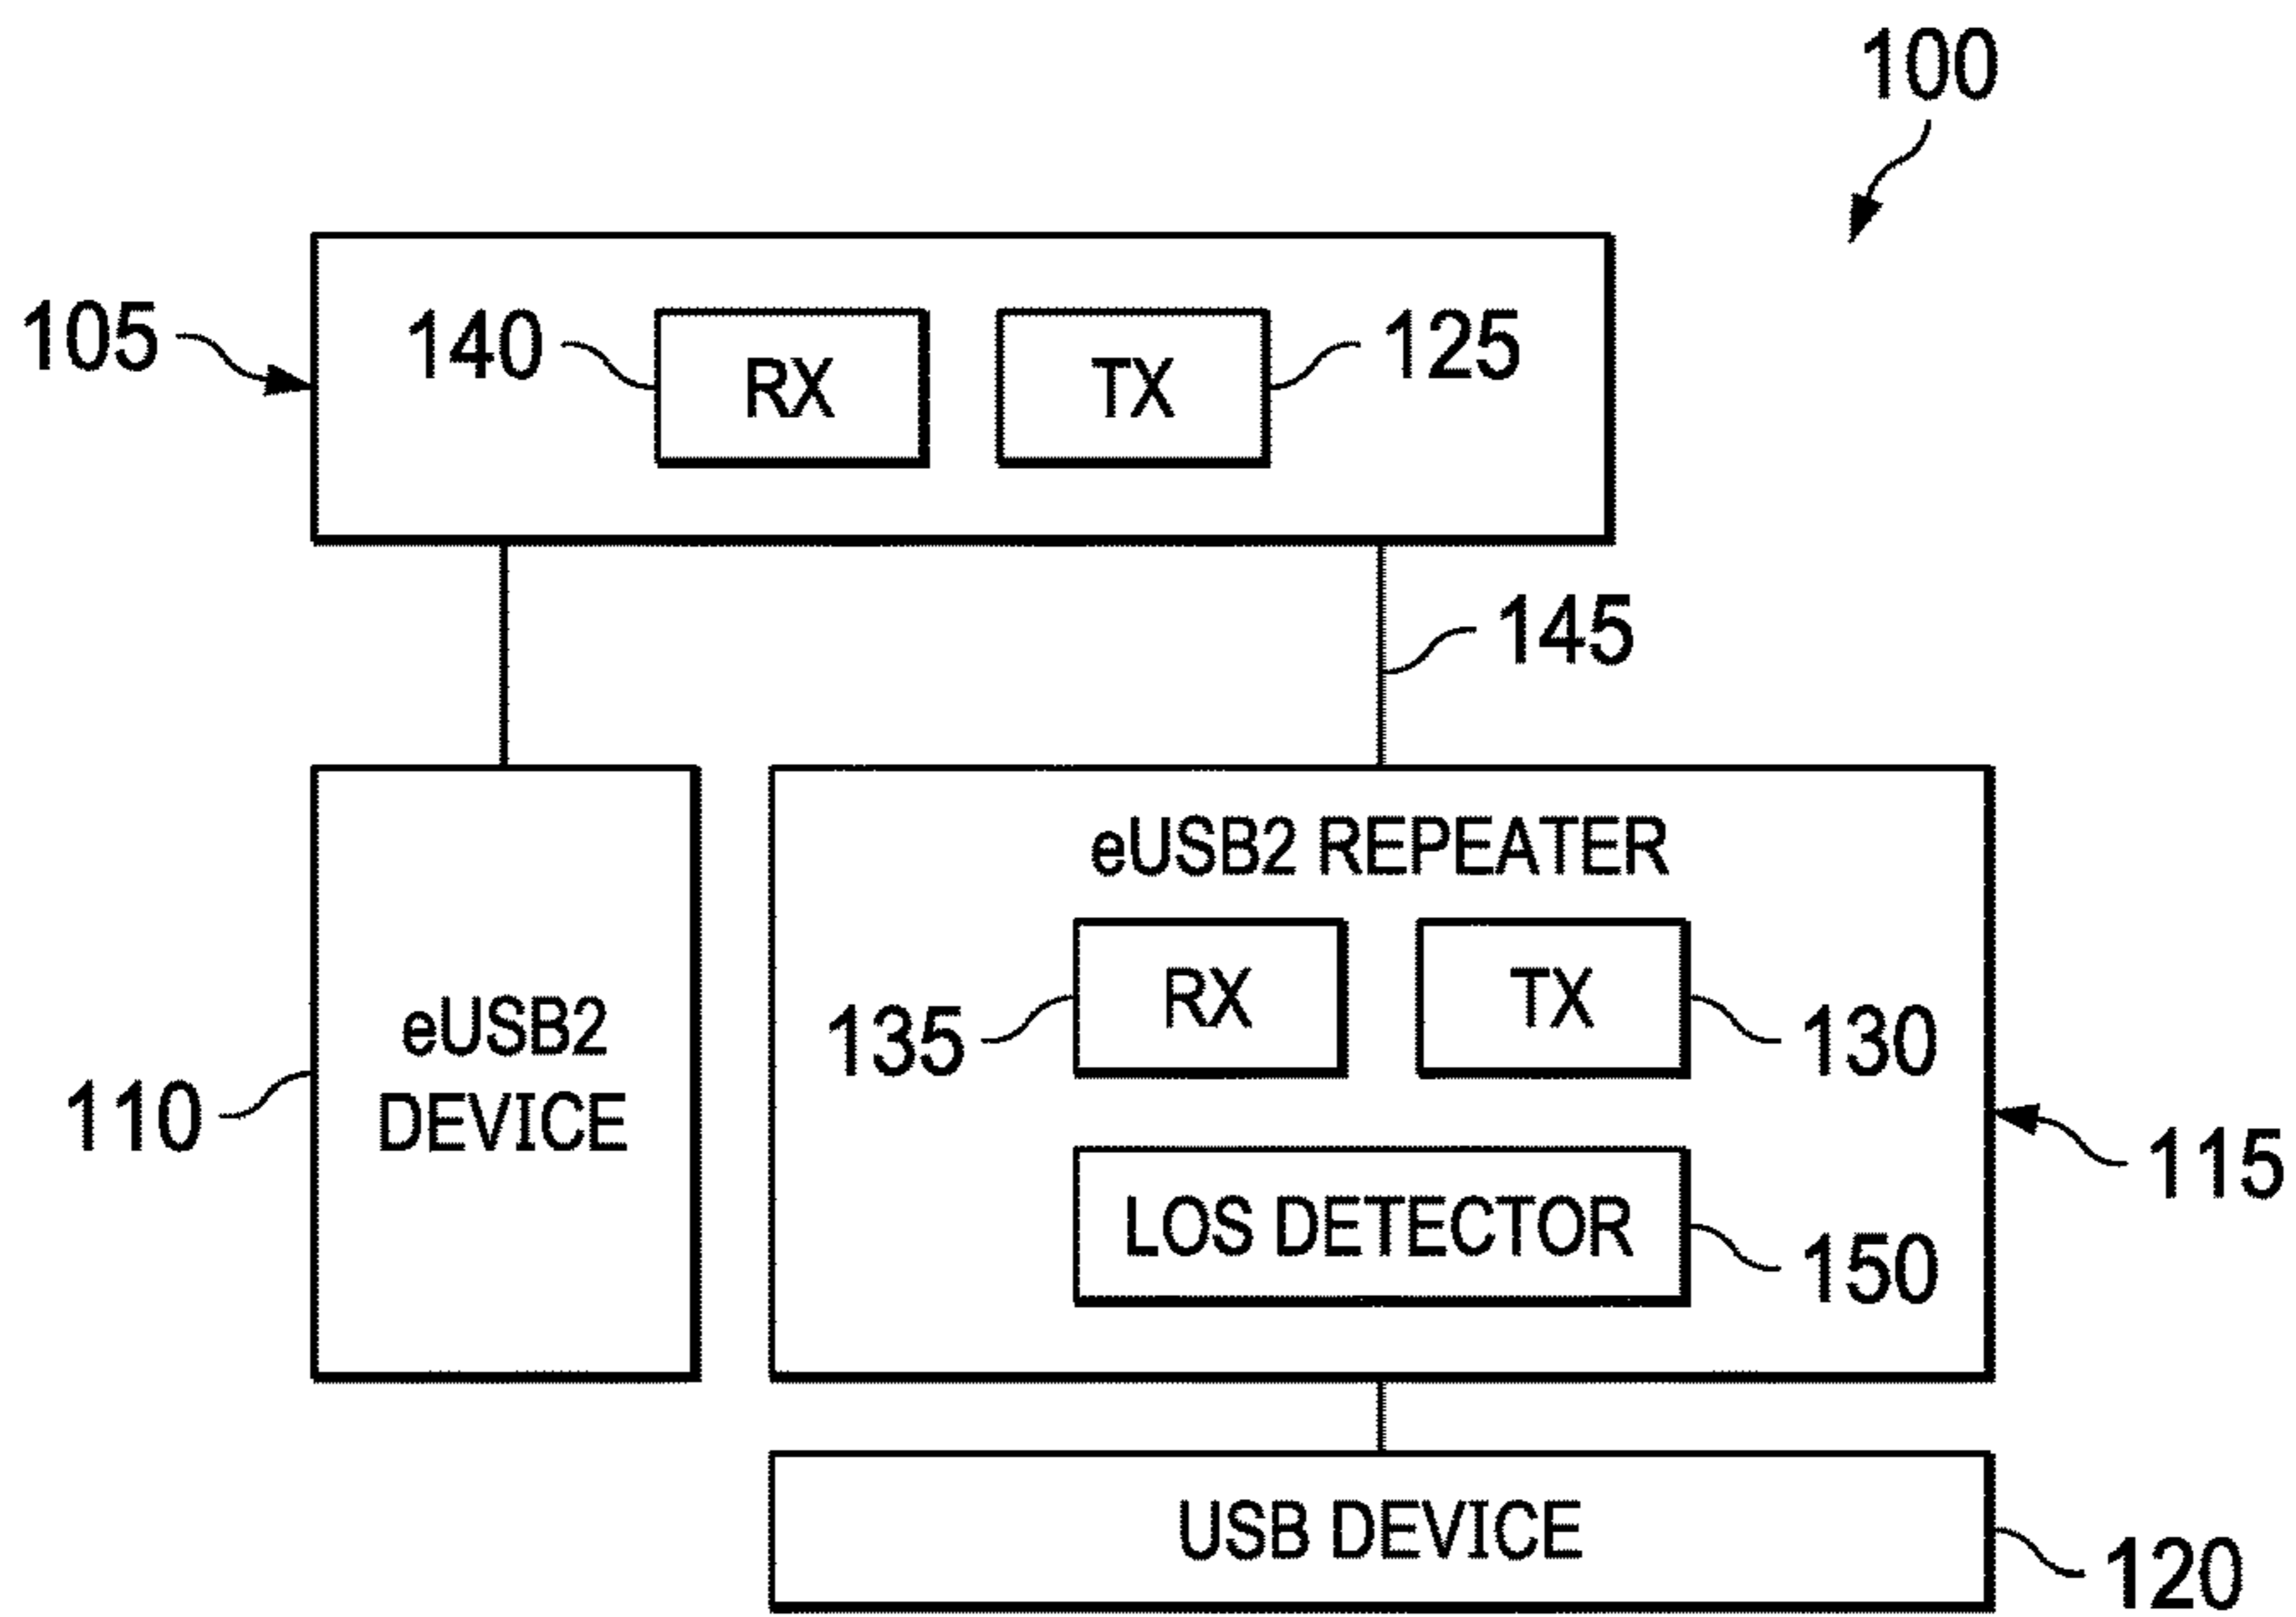 100
105
140 RX TX 125
145
eUSB2 REPEATER
RX TX
135 130
eUSB2
DEVICE
110
115
LOS DETECTOR
150
USB DEVICE
120